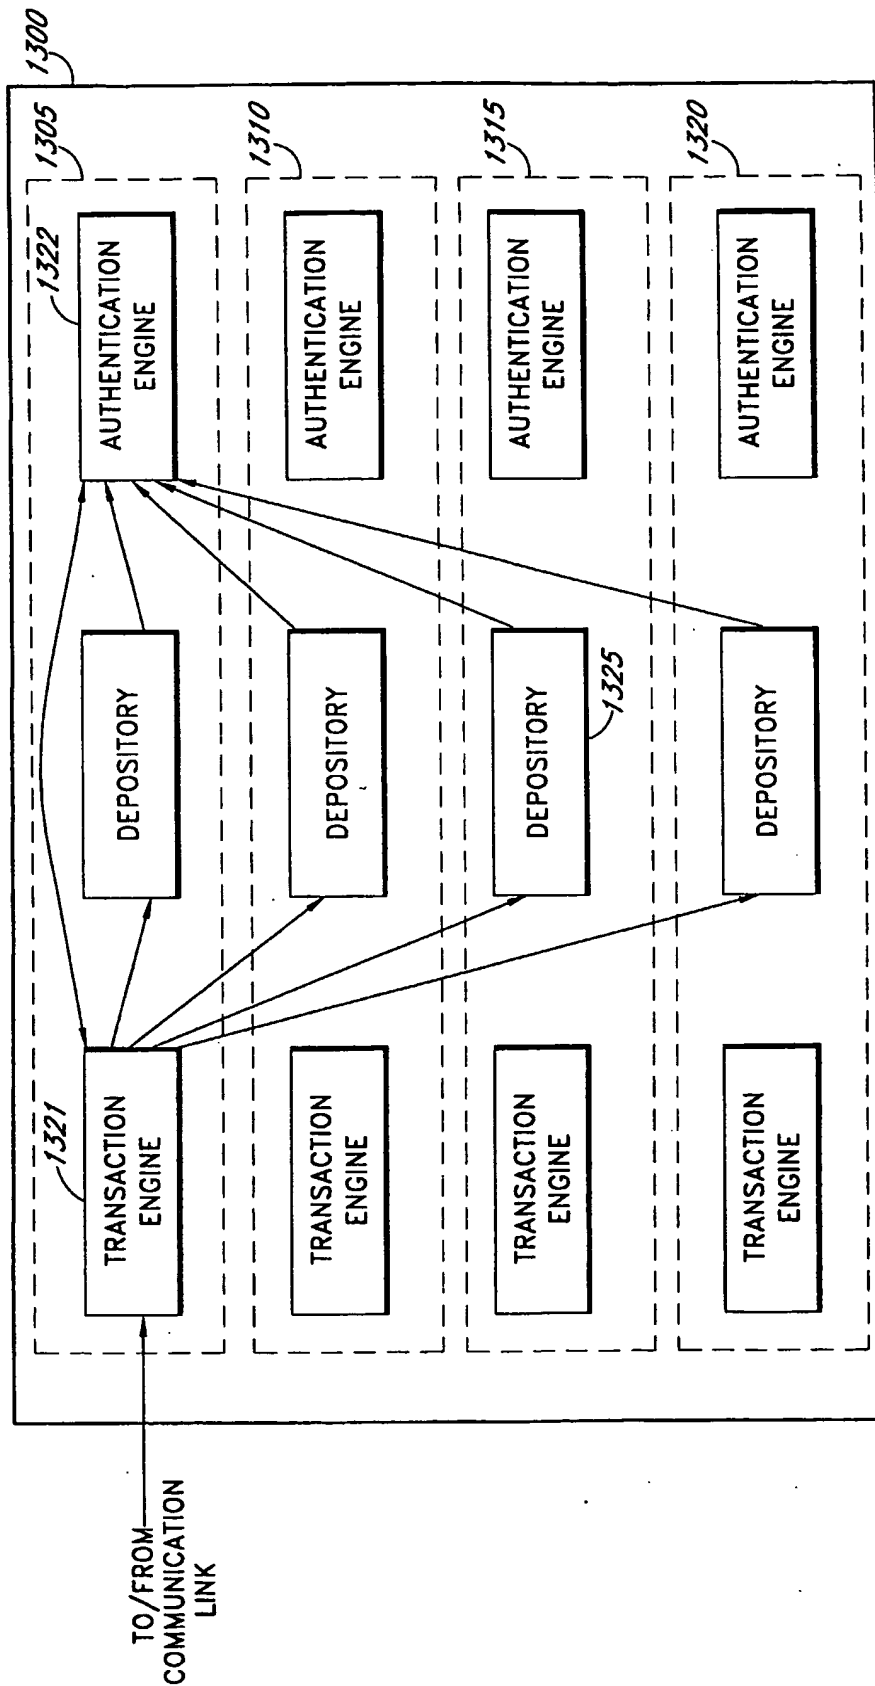 1300
1305
1322
AUTHENTICATION
ENGINE
DEPOSITORY
1321
TRANSACTION
ENGINE
TO/FROM
COMMUNICATION
LINK
1310
AUTHENTICATION
ENGINE
DEPOSITORY
TRANSACTION
ENGINE
1315
AUTHENTICATION
ENGINE
DEPOSITORY
1325
TRANSACTION
ENGINE
1320
AUTHENTICATION
ENGINE
DEPOSITORY
TRANSACTION
ENGINE